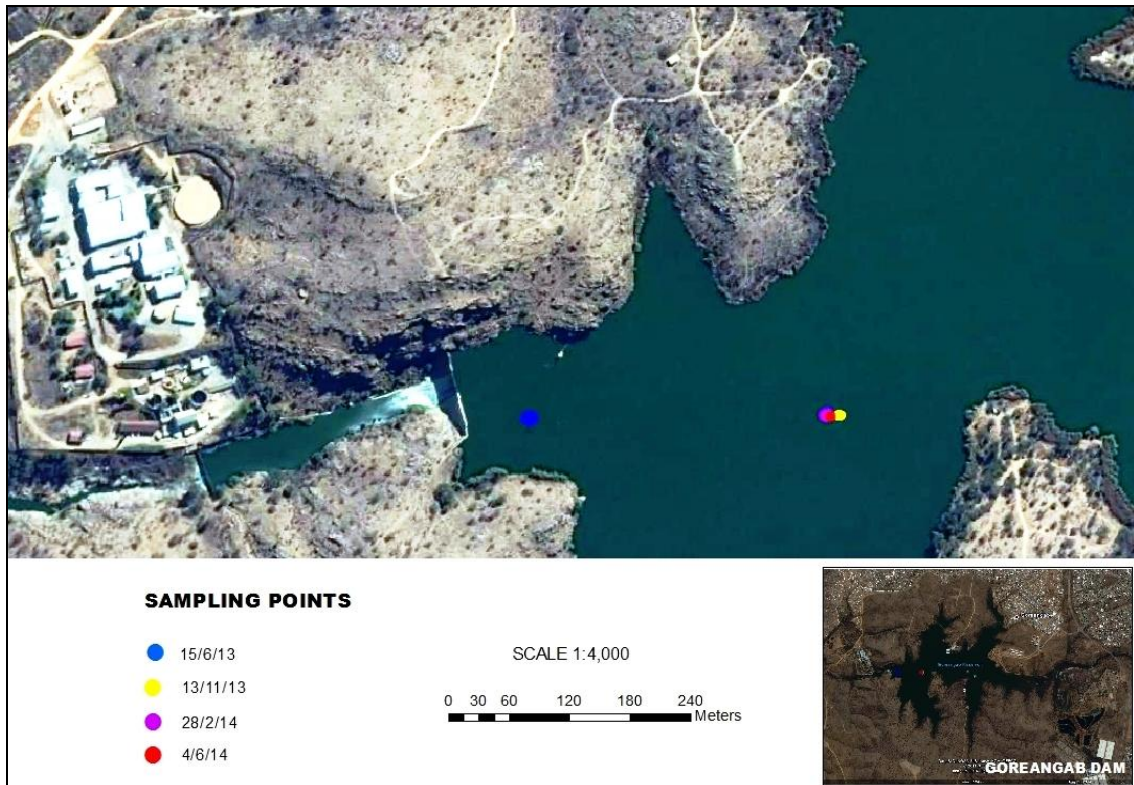 SAMPLING POINTS
15/6/13
13/11/13
28/2/14
4/6/14
SCALE 1:4,000
0 30 60 120 180 240
Meters
GOREANGAB DAM